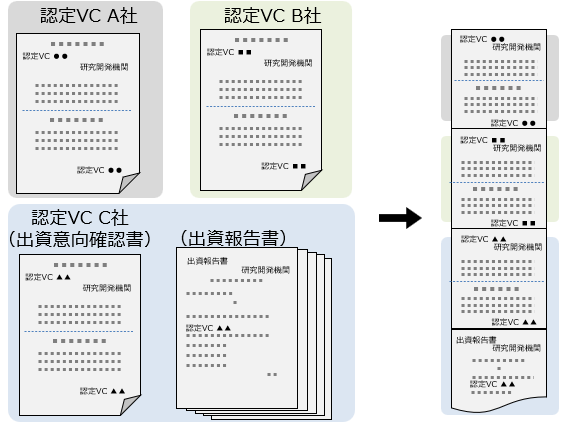 認定VC A社
認定VC ●●
研究開発機関
認定VC ●●
認定VC B社
認定VC ■■
研究開発機関
認定VC ■■
認定VC C社
（出資意向確認書）
認定VC ▲▲
研究開発機関
認定VC ▲▲
（出資報告書）
出資報告書
研究開発機関
認定VC ▲▲
認定VC ●●
研究開発機関
認定VC ●●
認定VC ■■
研究開発機関
認定VC ■■
認定VC ▲▲
研究開発機関
認定VC ▲▲
出資報告書
研究開発機関
認定VC ▲▲